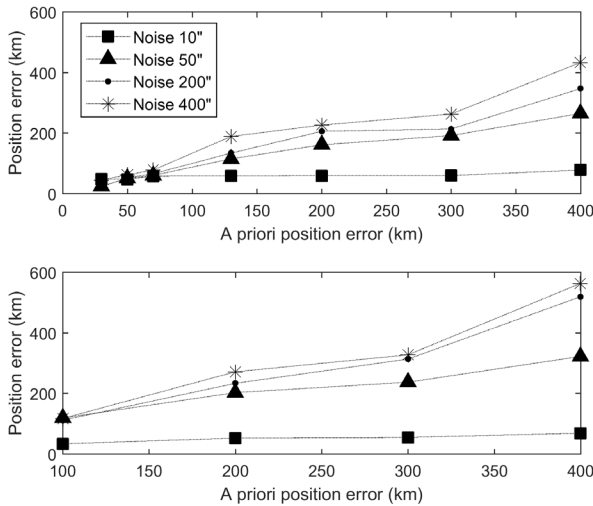 600
400
200
0
Position error (km)
Noise 10"
Noise 50"
Noise 200"
Noise 400"
0 50 100 150 200 250 300 350 400
A priori position error (km)
600
400
200
0
Position error (km)
100 150 200 250 300 350 400
A priori position error (km)